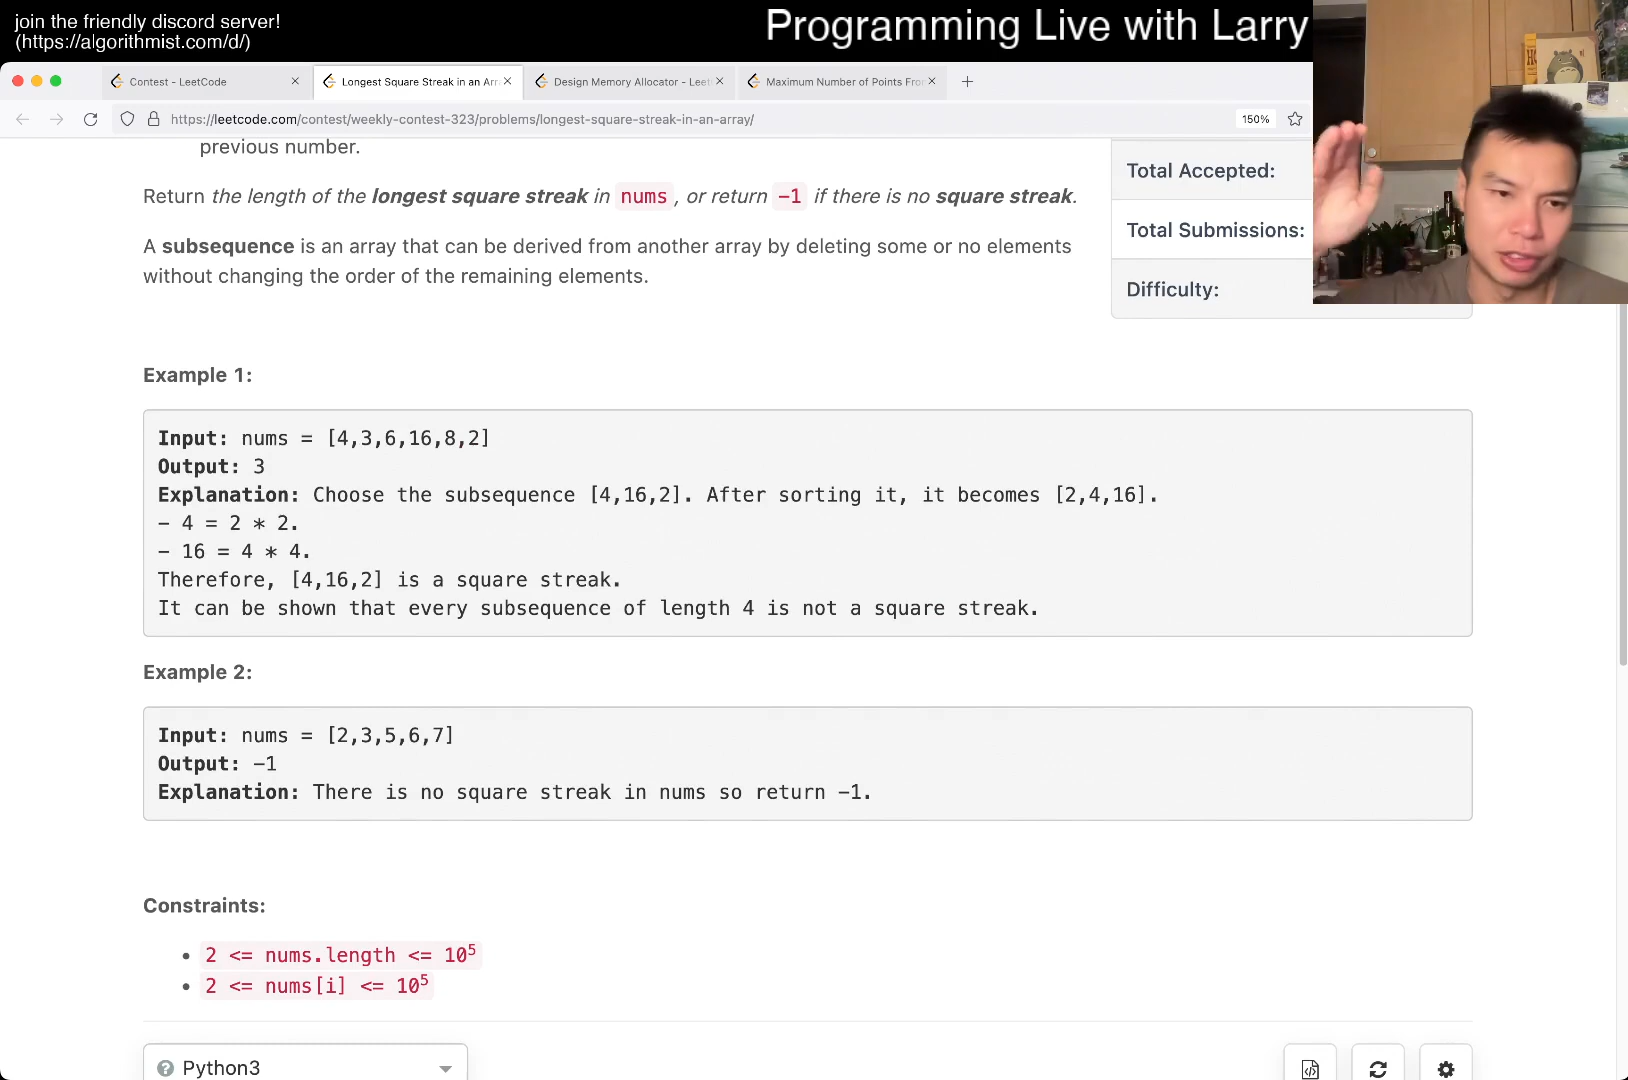 join the friendly discord server!
(https://algorithmist.com/d/)
Programming Live with Larry
Contest - LeetCode
Longest Square Streak in an Arr
Design Memory Allocator - Leet
Maximum Number of Points Fro
https://leetcode.com/contest/weekly-contest-323/problems/longest-square-streak-in-an-array/
150%
previous number.
Return the length of the longest square streak in nums, or return -1 if there is no square streak.
A subsequence is an array that can be derived from another array by deleting some or no elements
without changing the order of the remaining elements.
Total Accepted:
Total Submissions:
Difficulty:
Example 1:
Input: nums = [4,3,6,16,8,2]
Output: 3
Explanation: Choose the subsequence [4,16,2]. After sorting it, it becomes [2,4,16].
- 4 = 2 * 2.
- 16 = 4 * 4.
Therefore, [4,16,2] is a square streak.
It can be shown that every subsequence of length 4 is not a square streak.
Example 2:
Input: nums = [2,3,5,6,7]
Output: -1
Explanation: There is no square streak in nums so return -1.
Constraints:
• 2 <= nums.length <= 10⁵
• 2 <= nums[i] <= 10⁵
Python3